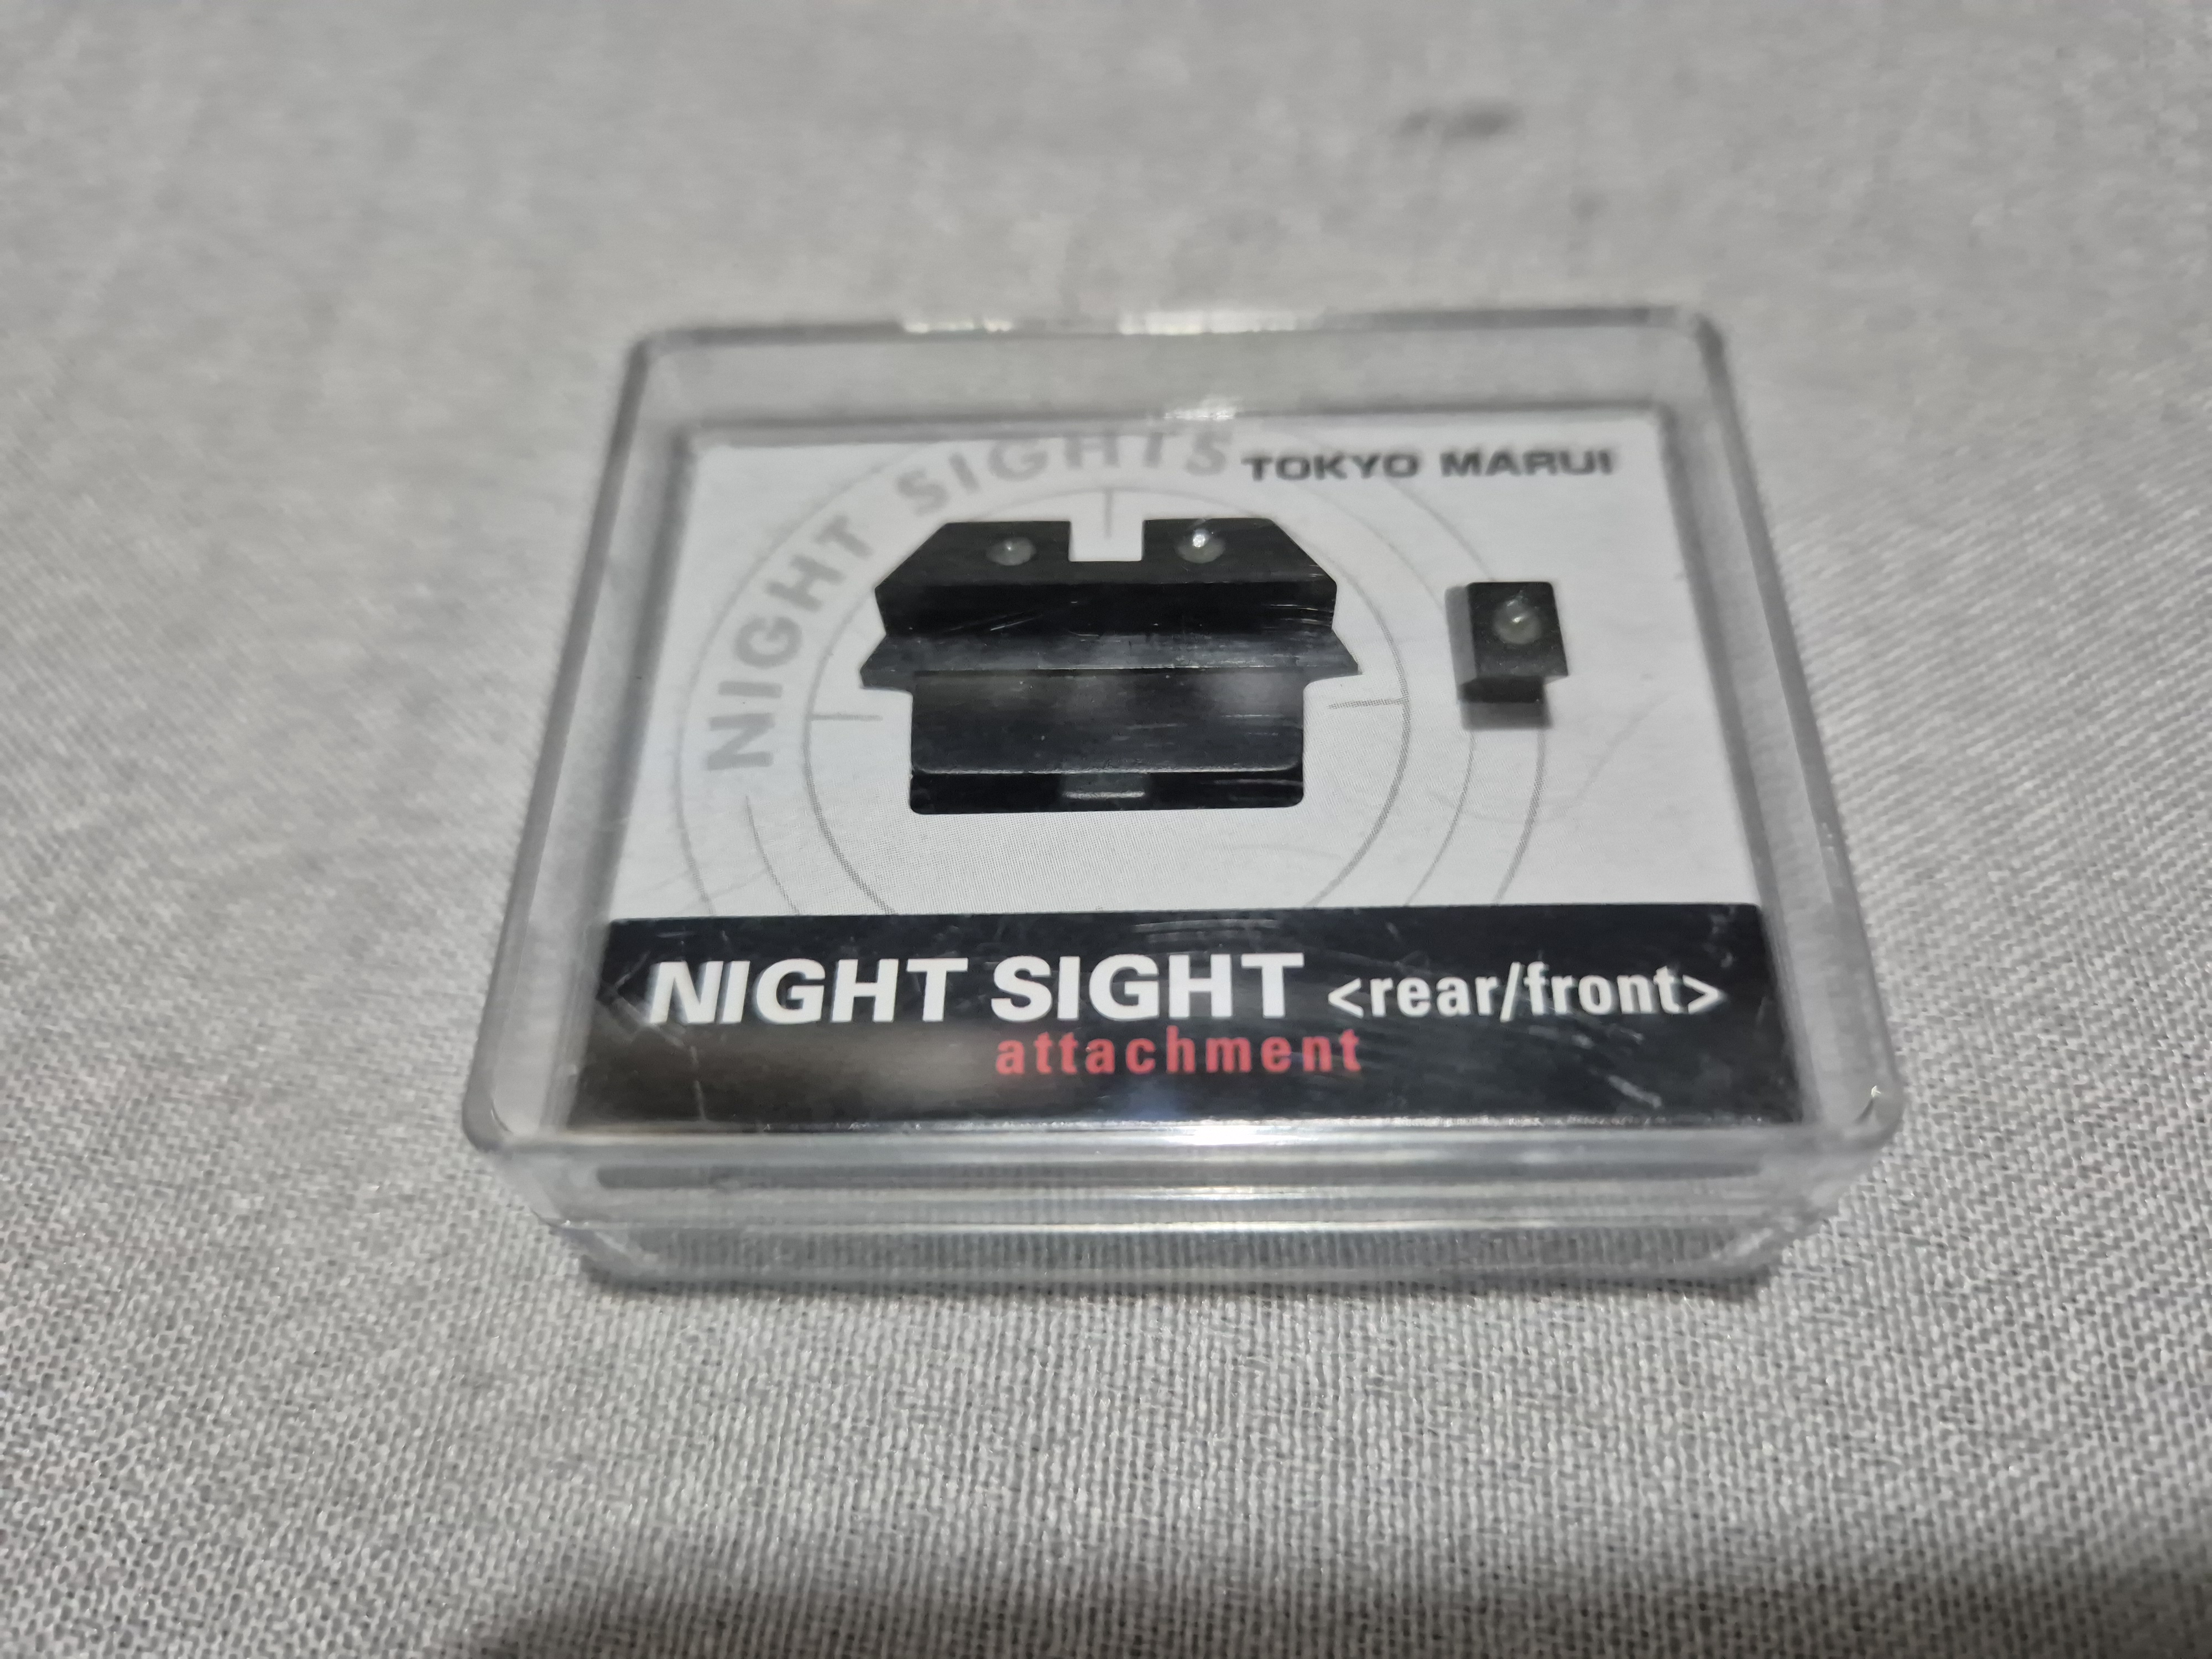 NIGHT SIGHTS
TOKYO MARUI
NIGHT SIGHT <rear/front>
attachment